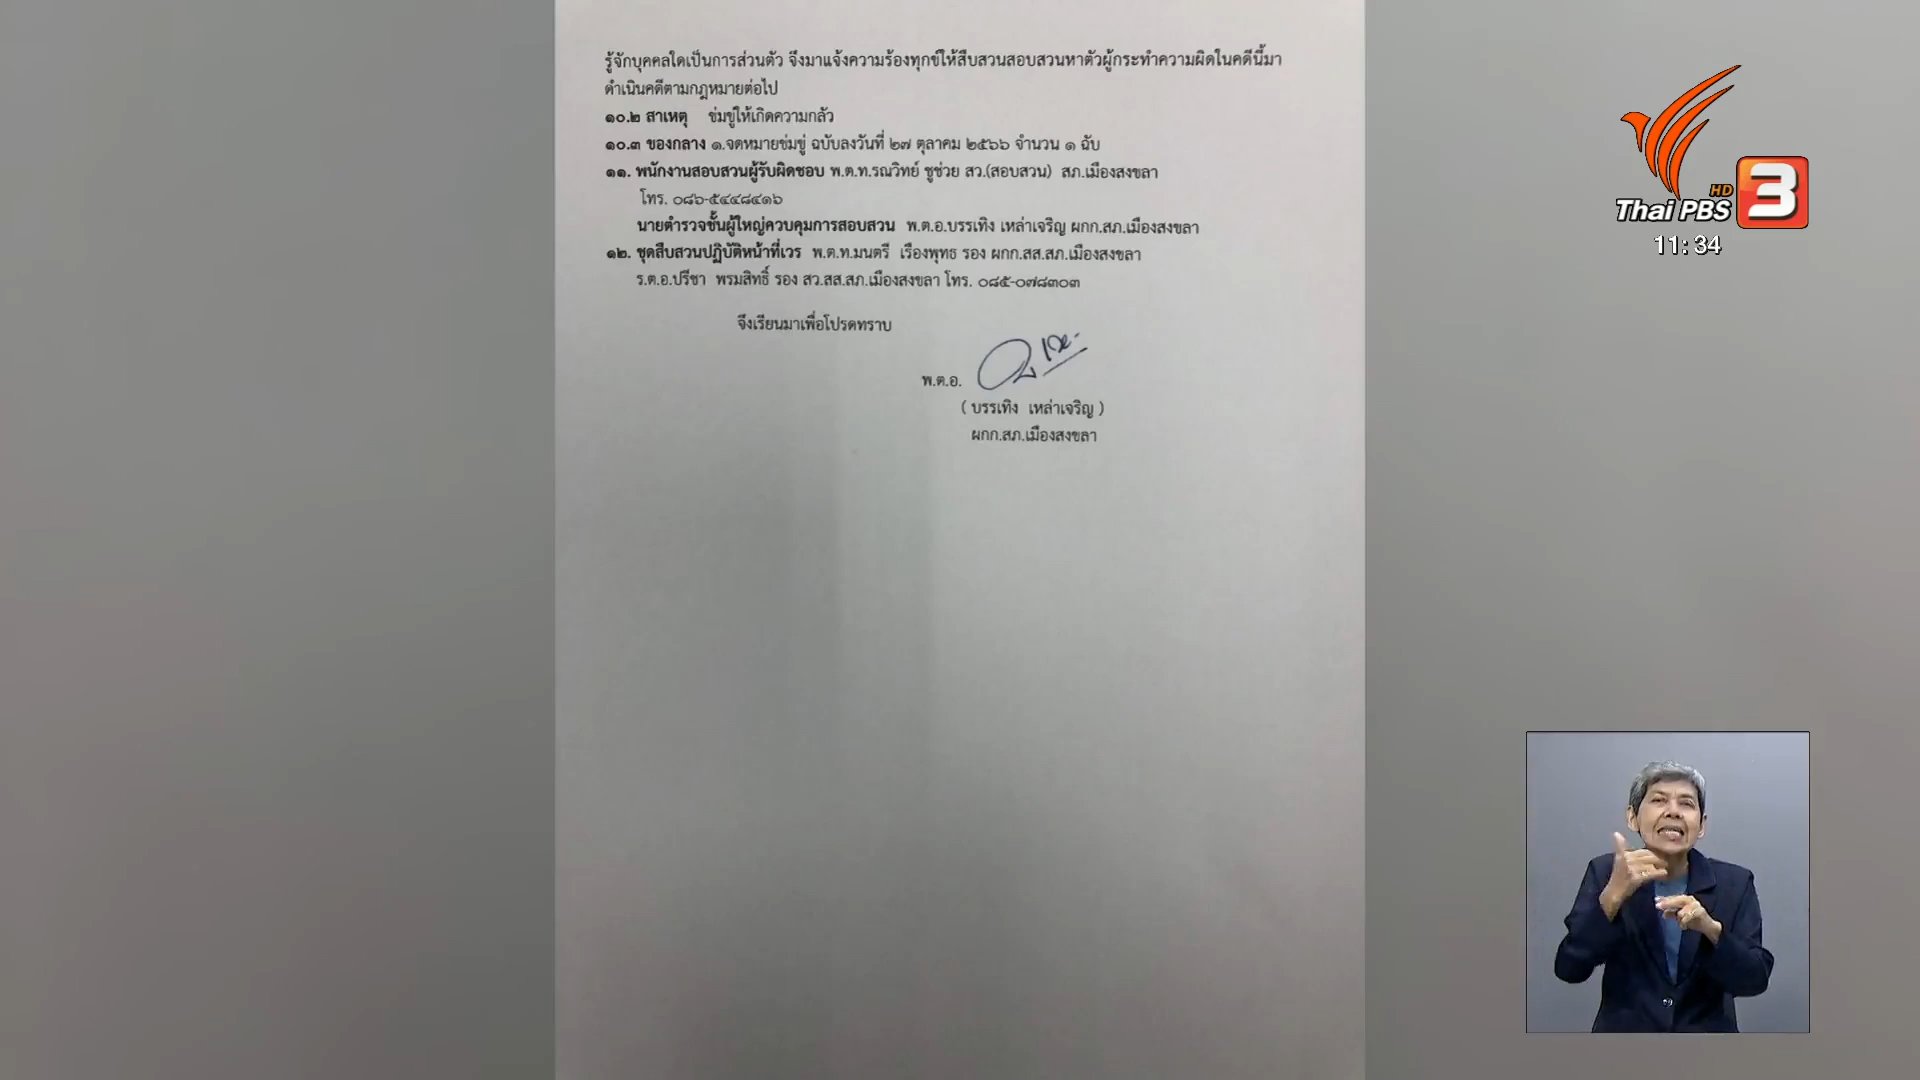 รู้จักบุคคลใดเป็นการส่วนตัว จึงมาแจ้งความร้องทุกข์ให้สืบสวนสอบสวนหาตัวผู้กระทำความผิดในคดีนี้มา
ดำเนินคดีตามกฎหมายต่อไป
๑๐.๒ สาเหตุ ข่มขู่ให้เกิดความกลัว
๑๐.๓ ของกลาง ๑.จดหมายข่มขู่ ฉบับลงวันที่ ๒๗ ตุลาคม ๒๕๖๖ จำนวน ๑ ฉับ
๑๑. พนักงานสอบสวนผู้รับผิดชอบ พ.ต.ท.รณวิทย์ ชูช่วย สว.(สอบสวน) สภ.เมืองสงขลา
โทร. ๐๘๖-๕๔๔๘๔๑๖
นายตำรวจชั้นผู้ใหญ่ควบคุมการสอบสวน พ.ต.อ.บรรเทิง เหล่าเจริญ ผกก.สภ.เมืองสงขลา
๑๒. ชุดสืบสวนปฏิบัติหน้าที่เวร พ.ต.ท.มนตรี เรืองพุทธ รอง ผกก.สส.สภ.เมืองสงขลา
ร.ต.อ.ปรีชา พรมสิทธิ์ รอง สว.สส.สภ.เมืองสงขลา โทร. ๐๘๕-๐๗๘๓๐๓
จึงเรียนมาเพื่อโปรดทราบ
พ.ต.อ.
( บรรเทิง เหล่าเจริญ )
ผกก.สภ.เมืองสงขลา
Thai PBS HD 3
11:34